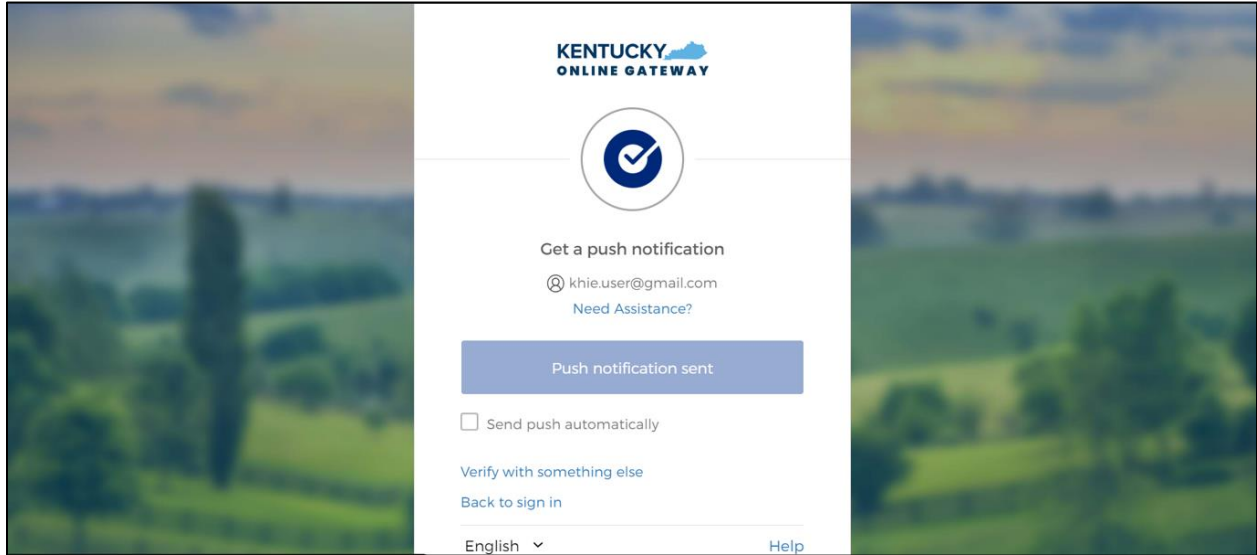 KENTUCKY
ONLINE GATEWAY
Get a push notification
khie.user@gmail.com
Need Assistance?
Push notification sent
Send push automatically
Verify with something else
Back to sign in
English
Help